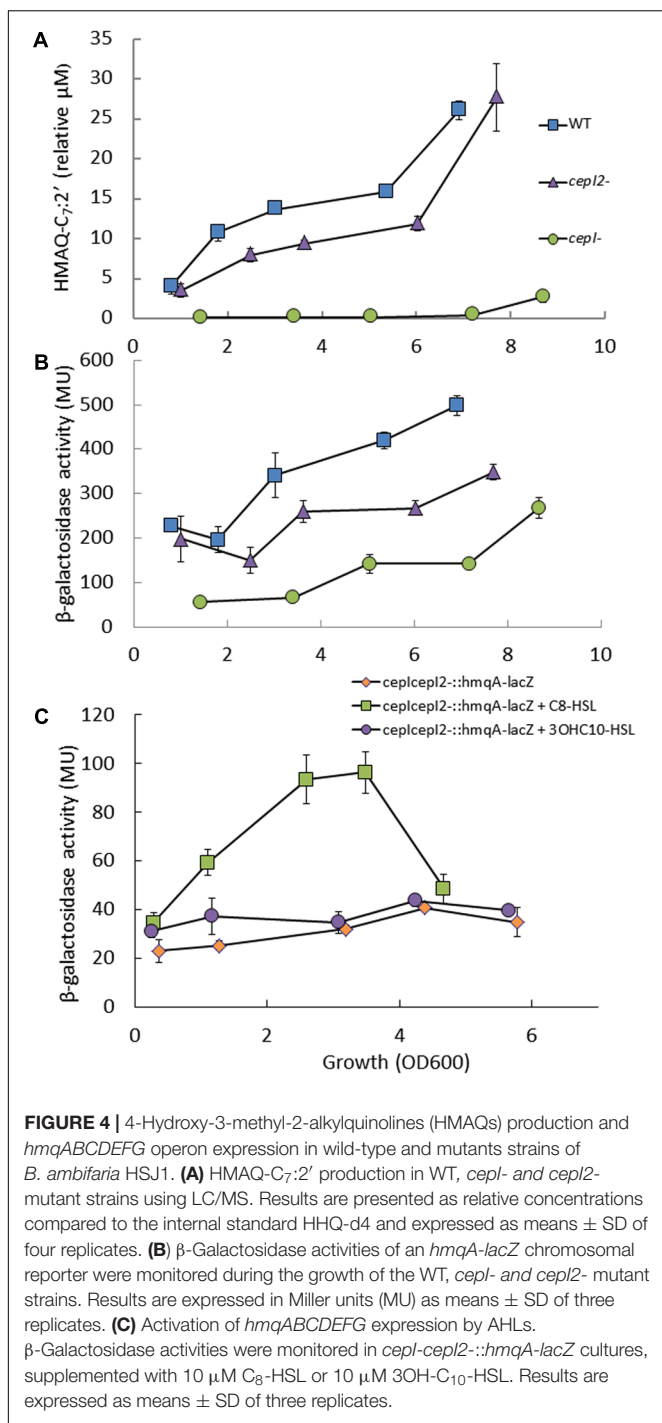 A
HMAQ-C₇:2′ (relative µM)
35
30
25
20
15
10
5
0
0
2
4
6
8
10
WT
cepI2-
cepI-
B
β-galactosidase activity (MU)
600
500
400
300
200
100
0
0
2
4
6
8
10
cepIcepI2-::hmqA-lacZ
cepIcepI2-::hmqA-lacZ + C8-HSL
cepIcepI2-::hmqA-lacZ + 3OHC10-HSL
C
β-galactosidase activity (MU)
120
100
80
60
40
20
0
0
2
4
6
Growth (OD600)
FIGURE 4 | 4-Hydroxy-3-methyl-2-alkylquinolines (HMAQs) production and
hmqABCDEFG operon expression in wild-type and mutants strains of
B. ambifaria HSJ1. (A) HMAQ-C₇:2′ production in WT, cepI- and cepI2-
mutant strains using LC/MS. Results are presented as relative concentrations
compared to the internal standard HHQ-d4 and expressed as means ± SD of
four replicates. (B) β-Galactosidase activities of an hmqA-lacZ chromosomal
reporter were monitored during the growth of the WT, cepI- and cepI2- mutant
strains. Results are expressed in Miller units (MU) as means ± SD of three
replicates. (C) Activation of hmqABCDEFG expression by AHLs.
β-Galactosidase activities were monitored in cepI-cepI2-::hmqA-lacZ cultures,
supplemented with 10 µM C₈-HSL or 10 µM 3OH-C₁₀-HSL. Results are
expressed as means ± SD of three replicates.